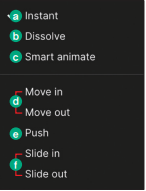 a Instant
b Dissolve
c Smart animate
Move in
d
Move out
e Push
Slide in
f
Slide out